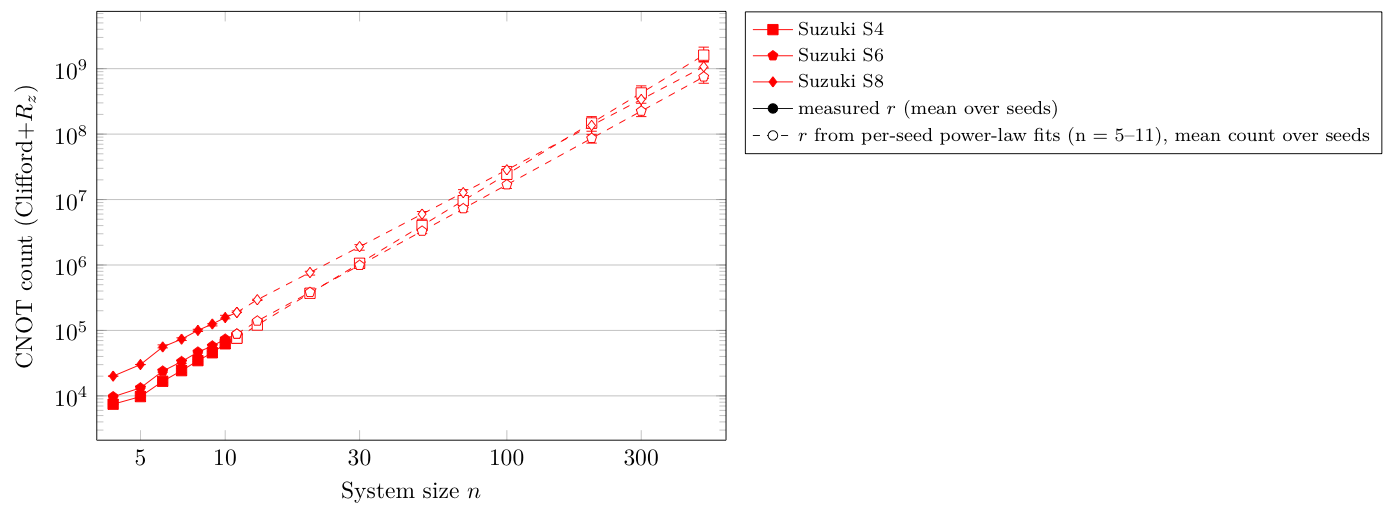 CNOT count (Clifford+R_z)
10^9
10^8
10^7
10^6
10^5
10^4
5 10 30 100 300
System size n
Suzuki S4
Suzuki S6
Suzuki S8
measured r (mean over seeds)
r from per-seed power-law fits (n = 5–11), mean count over seeds